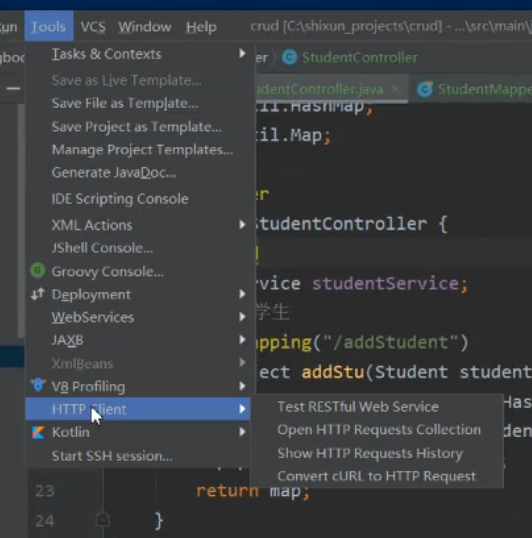 Tools VCS Window Help crud [C:\shixun_projects\crud] - ...\src\main\
StudentController
udentController.java StudentMappe
Tasks & Contexts
Save as Live Template...
Save File as Template...
Save Project as Template...
Manage Project Templates...
Generate JavaDoc...
IDE Scripting Console
XML Actions
JShell Console...
Groovy Console...
Deployment
WebServices
JAXB
XmlBeans
V8 Profiling
HTTP Client
Kotlin
Start SSH session...
til.HashMap;
til.Map;
er
StudentController {
rvice studentService;
学生
apping("/addStudent")
ect addStu(Student student
Test RESTful Web Service
Open HTTP Requests Collection
Show HTTP Requests History
Convert cURL to HTTP Request
Has
den
23 return map;
24 }